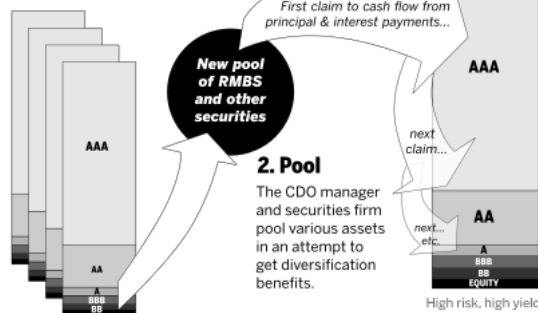 First claim to cash flow from
principal & interest payments...
New pool
of RMBS
and other
securities
AAA
AAA
next
claim...
2. Pool
The CDO manager
and securities firm
pool various assets
in an attempt to
get diversification
benefits.
next...
etc.
AA
A
BBB
BB
EQUITY
AA
A
BBB
BB
High risk, high yield